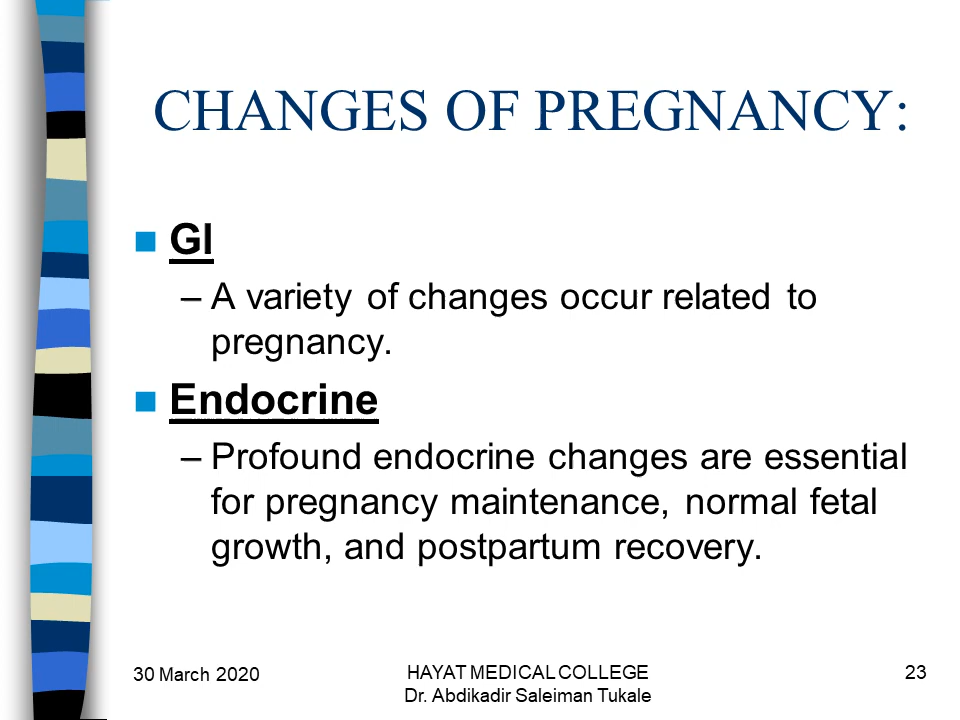 CHANGES OF PREGNANCY:
■ GI
– A variety of changes occur related to
pregnancy.
■ Endocrine
– Profound endocrine changes are essential
for pregnancy maintenance, normal fetal
growth, and postpartum recovery.
30 March 2020
HAYAT MEDICAL COLLEGE
Dr. Abdikadir Saleiman Tukale
23